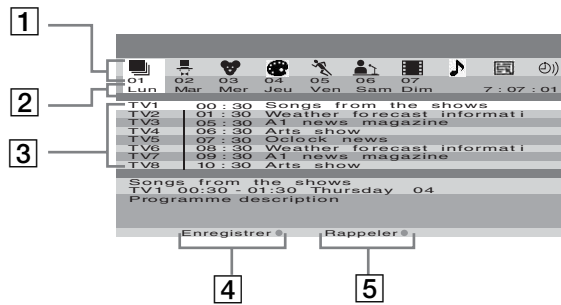 1
01 02 03 04 05 06 07
Lun Mar Mer Jeu Ven Sam Dim 7 : 07 : 01
2
3
TV1 00 : 30 Songs from the shows
TV2 01 : 30 Weather forecast informati
TV3 05 : 30 A1 news magazine
TV4 06 : 30 Arts show
TV5 07 : 30 Oclock news
TV6 08 : 30 Weather forecast informati
TV7 09 : 30 A1 news magazine
TV8 10 : 30 Arts show
Songs from the shows
TV1 00:30 - 01:30 Thursday 04
Programme description
Enregistrer Rappeler
4 5